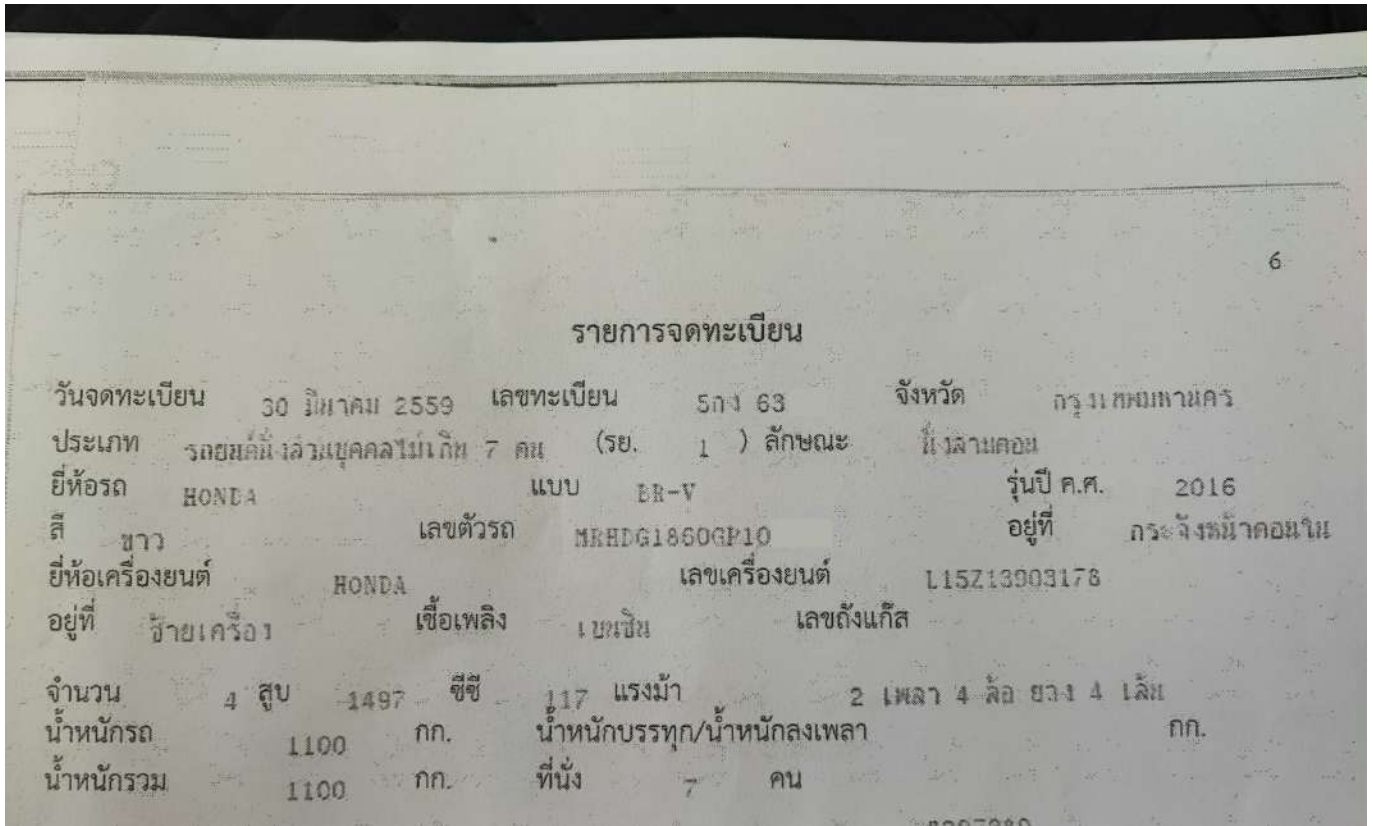 6
รายการจดทะเบียน
วันจดทะเบียน 30 มีนาคม 2559 เลขทะเบียน 5กง 63 จังหวัด กรุงเทพมหานคร
ประเภท รถยนต์นั่งส่วนบุคคลไม่เกิน 7 คน (รย. 1 ) ลักษณะ นั่งสามตอน
ยี่ห้อรถ HONDA แบบ BR-V รุ่นปี ค.ศ. 2016
สี ขาว เลขตัวรถ MRHDG1860GP10 อยู่ที่ กระจังหน้าตอนใน
ยี่ห้อเครื่องยนต์ HONDA เลขเครื่องยนต์ L15Z13903178
อยู่ที่ ซ้ายเครื่อง เชื้อเพลิง เบนซิน เลขถังแก๊ส
จำนวน 4 สูบ 1497 ซีซี 117 แรงม้า 2 เพลา 4 ล้อ ยาง 4 เส้น
น้ำหนักรถ 1100 กก. น้ำหนักบรรทุก/น้ำหนักลงเพลา กก.
น้ำหนักรวม 1100 กก. ที่นั่ง 7 คน